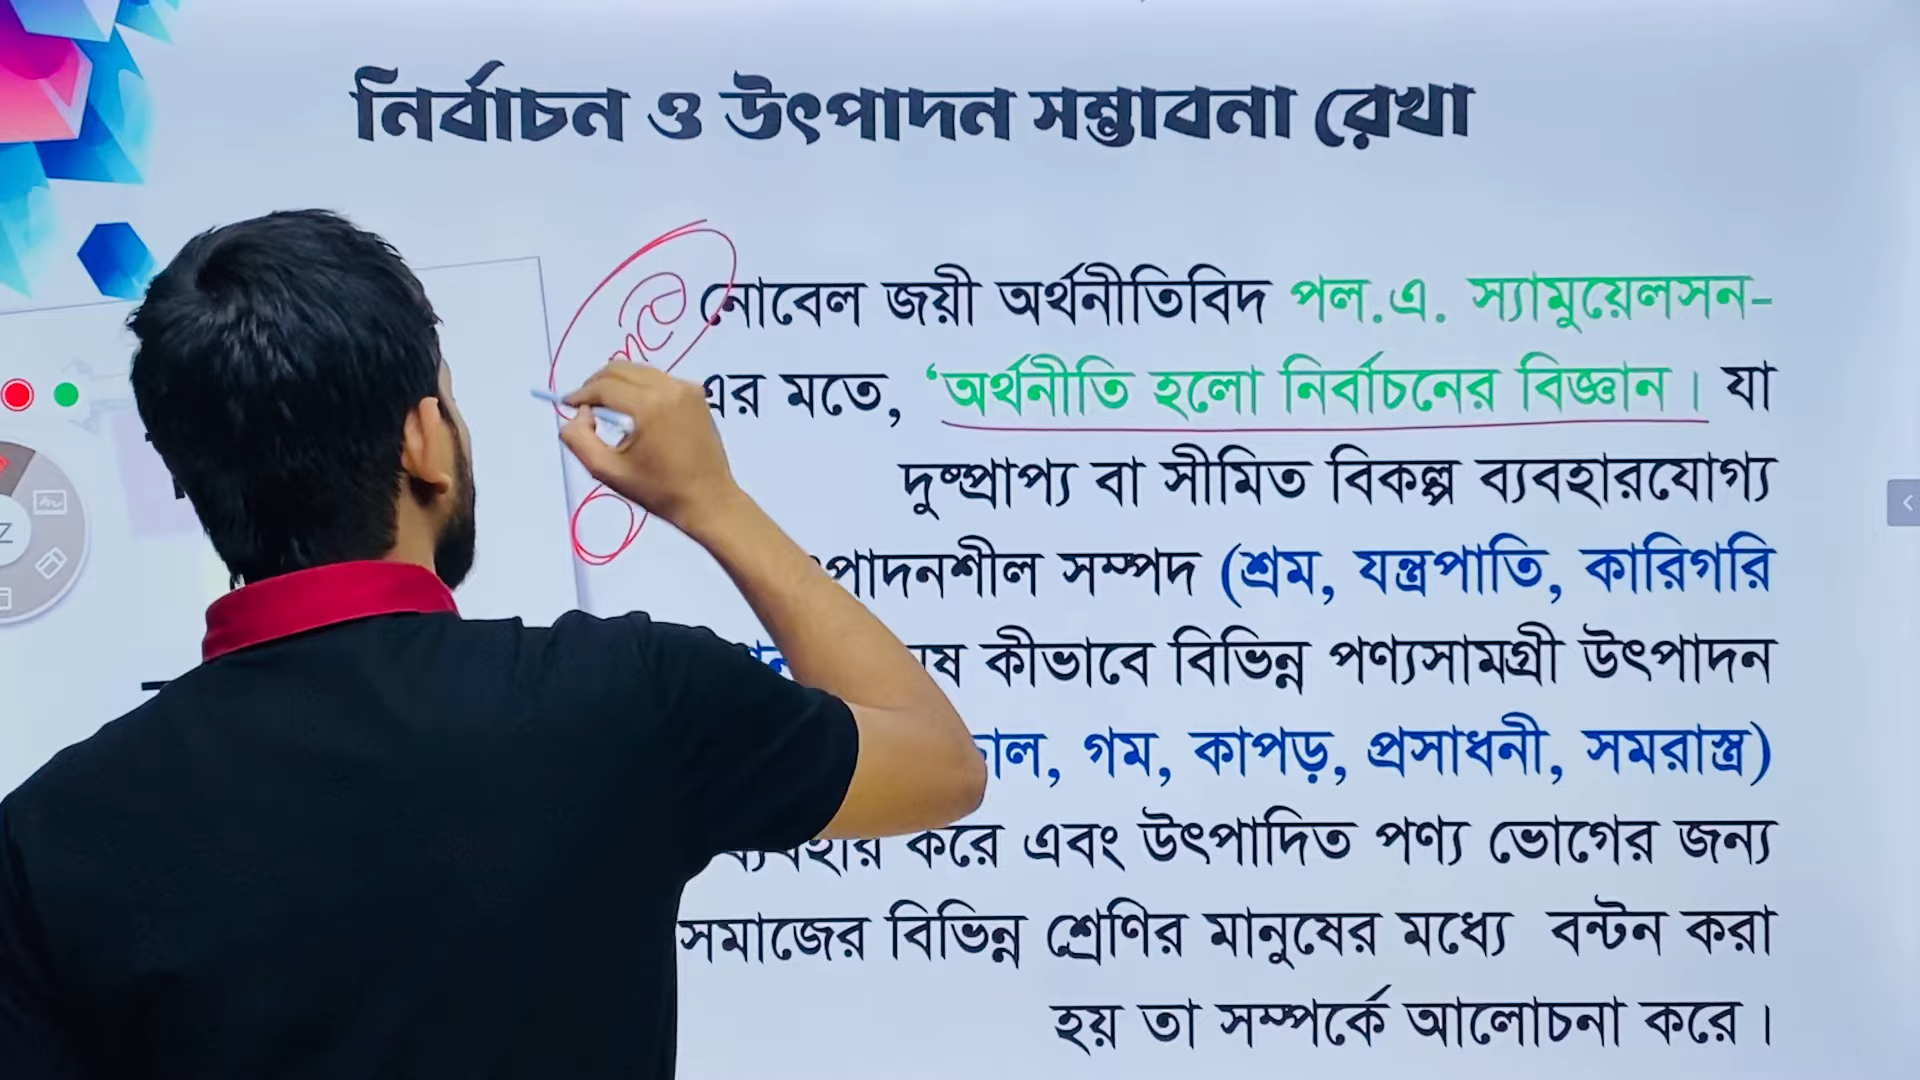 নির্বাচন ও উৎপাদন সম্ভাবনা রেখা
নোবেল জয়ী অর্থনীতিবিদ পল.এ. স্যামুয়েলসন-
এর মতে, ‘অর্থনীতি হলো নির্বাচনের বিজ্ঞান। যা
দুষ্প্রাপ্য বা সীমিত বিকল্প ব্যবহারযোগ্য
সম্পদ (শ্রম, যন্ত্রপাতি, কারিগরি
কীভাবে বিভিন্ন পণ্যসামগ্রী উৎপাদন
গম, কাপড়, প্রসাধনী, সমরাস্ত্র)
ব্যবহার করে এবং উৎপাদিত পণ্য ভোগের জন্য
সমাজের বিভিন্ন শ্রেণির মানুষের মধ্যে বন্টন করা
হয় তা সম্পর্কে আলোচনা করে।